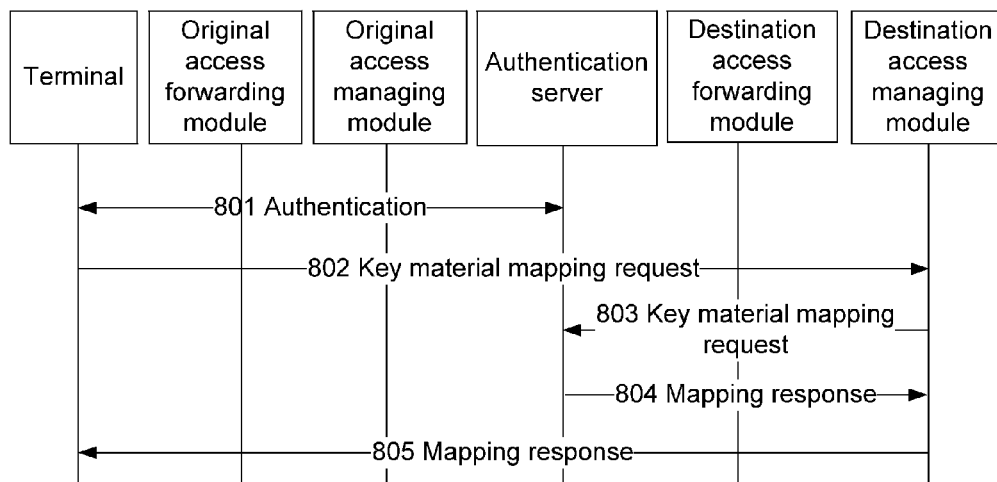 Terminal
Original
access
forwarding
module
Original
access
managing
module
Authentication
server
Destination
access
forwarding
module
Destination
access
managing
module
801 Authentication
802 Key material mapping request
803 Key material mapping
request
804 Mapping response
805 Mapping response